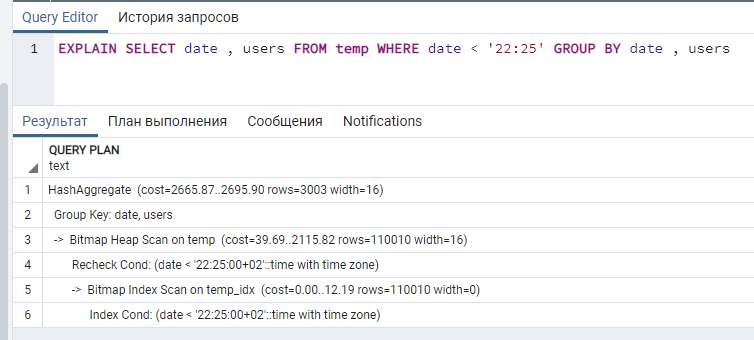 Query Editor История запросов
1 EXPLAIN SELECT date , users FROM temp WHERE date < '22:25' GROUP BY date , users
Результат План выполнения Сообщения Notifications
QUERY PLAN
text
1 HashAggregate (cost=2665.87..2695.90 rows=3003 width=16)
2 Group Key: date, users
3 -> Bitmap Heap Scan on temp (cost=39.69..2115.82 rows=110010 width=16)
4 Recheck Cond: (date < '22:25:00+02'::time with time zone)
5 -> Bitmap Index Scan on temp_idx (cost=0.00..12.19 rows=110010 width=0)
6 Index Cond: (date < '22:25:00+02'::time with time zone)